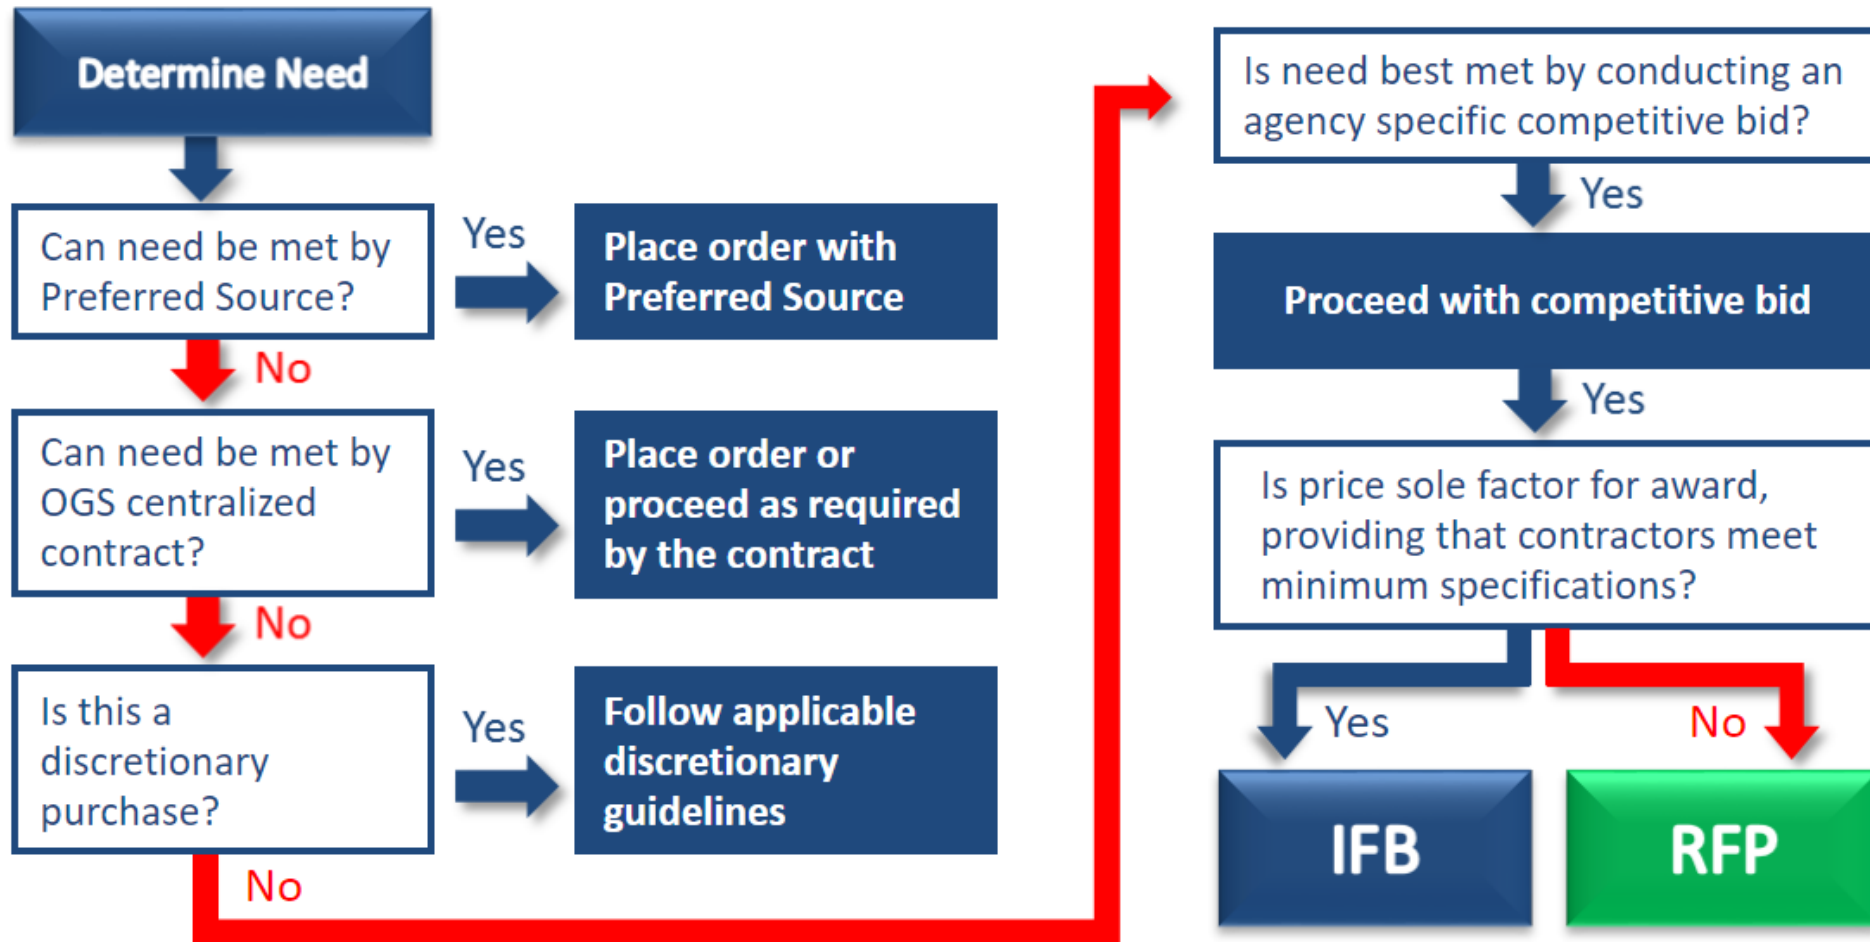 Determine Need
Can need be met by
Preferred Source?
Yes
Place order with
Preferred Source
No
Can need be met by
OGS centralized
contract?
Yes
Place order or
proceed as required
by the contract
No
Is this a
discretionary
purchase?
Yes
Follow applicable
discretionary
guidelines
No
Is need best met by conducting an
agency specific competitive bid?
Yes
Proceed with competitive bid
Yes
Is price sole factor for award,
providing that contractors meet
minimum specifications?
Yes
No
IFB
RFP